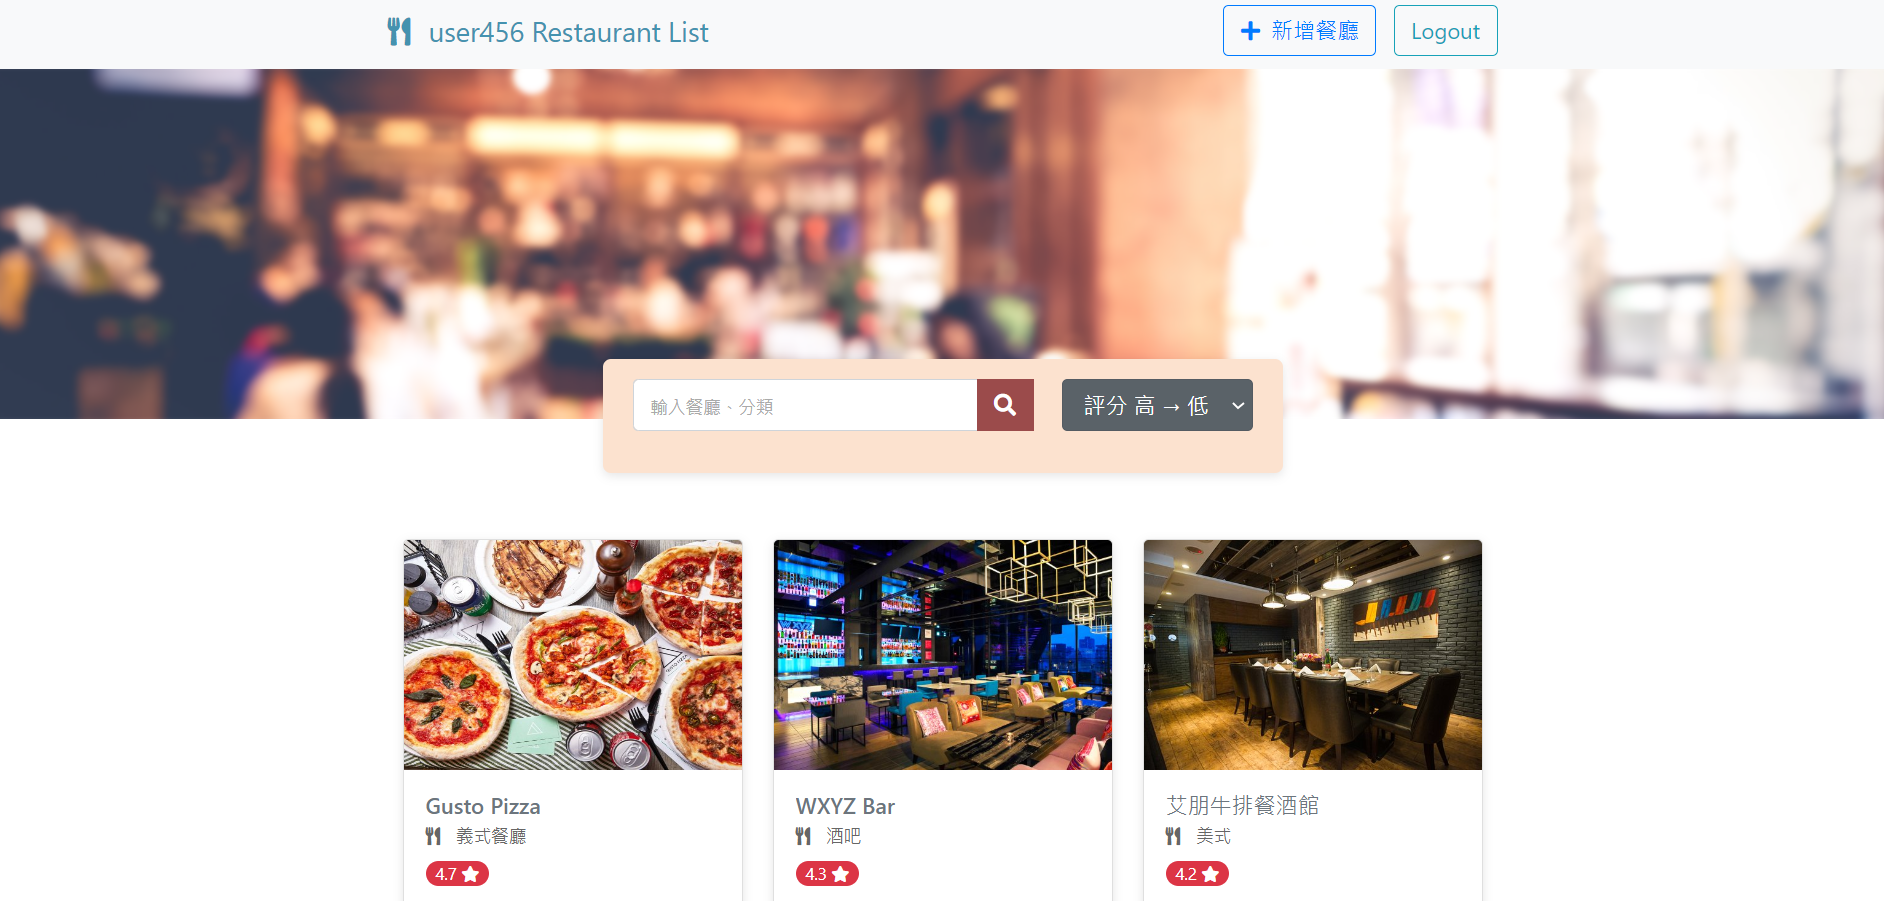 user456 Restaurant List
新增餐廳
Logout
輸入餐廳、分類
評分 高 → 低
Gusto Pizza
義式餐廳
4.7
WXYZ Bar
酒吧
4.3
艾朋牛排餐酒館
美式
4.2